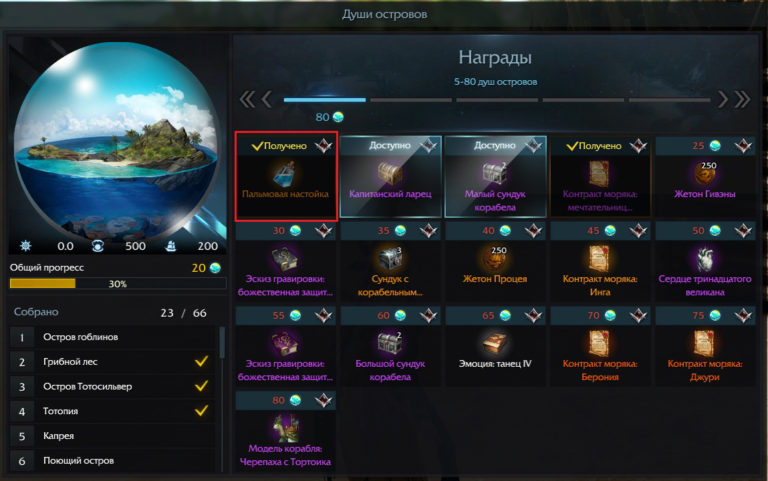 Души островов
0.0 500 200
Общий прогресс 20
30%
Собрано 23 / 66
1 Остров гоблинов
2 Грибной лес
3 Остров Тотосильвер
4 Тотопия
5 Капрея
6 Поющий остров
Награды
5-80 душ островов
80
Получено Доступно Доступно Получено 25
2 250
Пальмовая настойка
Капитанский ларец
Малый сундук
корабела
Контракт моряка:
мечтательниц...
Жетон Гивэны
30 35 40 45 50
3 250
Эскиз гравировки:
божественная защит...
Сундук с
корабельным...
Жетон Процея
Контракт моряка:
Инга
Сердце тринадцатого
великана
55 60 65 70 75
2
Эскиз гравировки:
божественная защит...
Большой сундук
корабела
Эмоция: танец IV
Контракт моряка:
Берония
Контракт моряка:
Джури
80
Модель корабля:
Черепаха с Тортоика